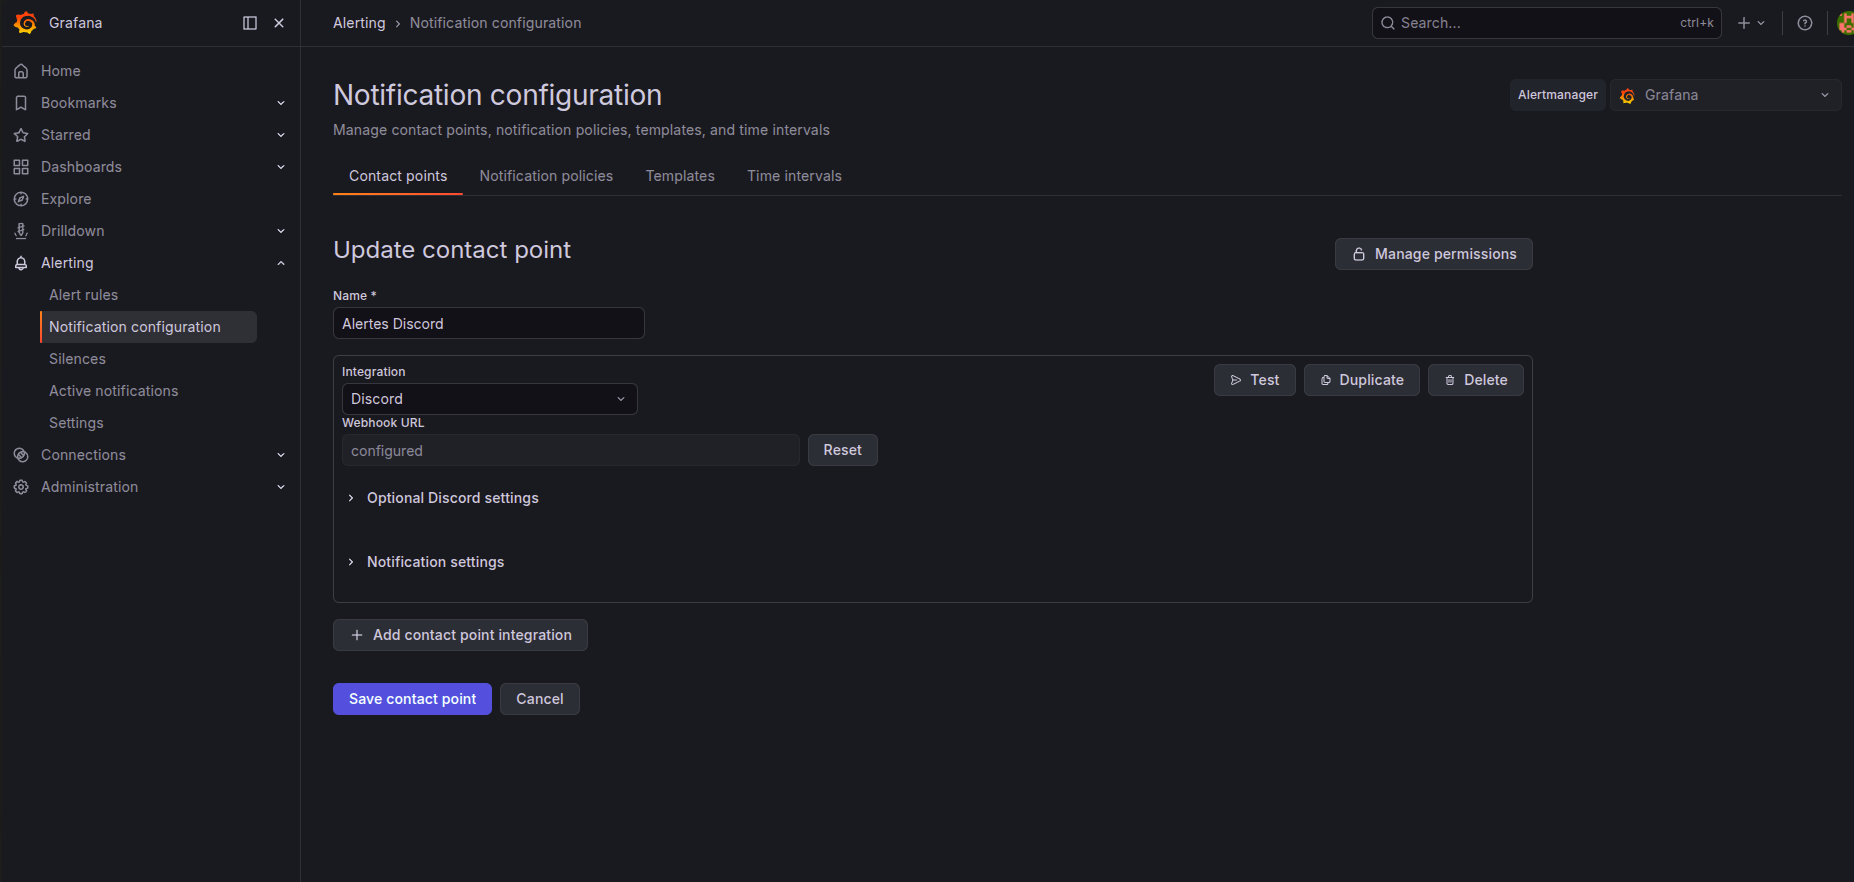 Grafana
Alerting › Notification configuration
Search...
ctrl+k
Home
Bookmarks
Starred
Dashboards
Explore
Drilldown
Alerting
Alert rules
Notification configuration
Silences
Active notifications
Settings
Connections
Administration
Notification configuration
Alertmanager
Grafana
Manage contact points, notification policies, templates, and time intervals
Contact points
Notification policies
Templates
Time intervals
Update contact point
Manage permissions
Name *
Alertes Discord
Integration
Discord
Test
Duplicate
Delete
Webhook URL
configured
Reset
Optional Discord settings
Notification settings
Add contact point integration
Save contact point
Cancel